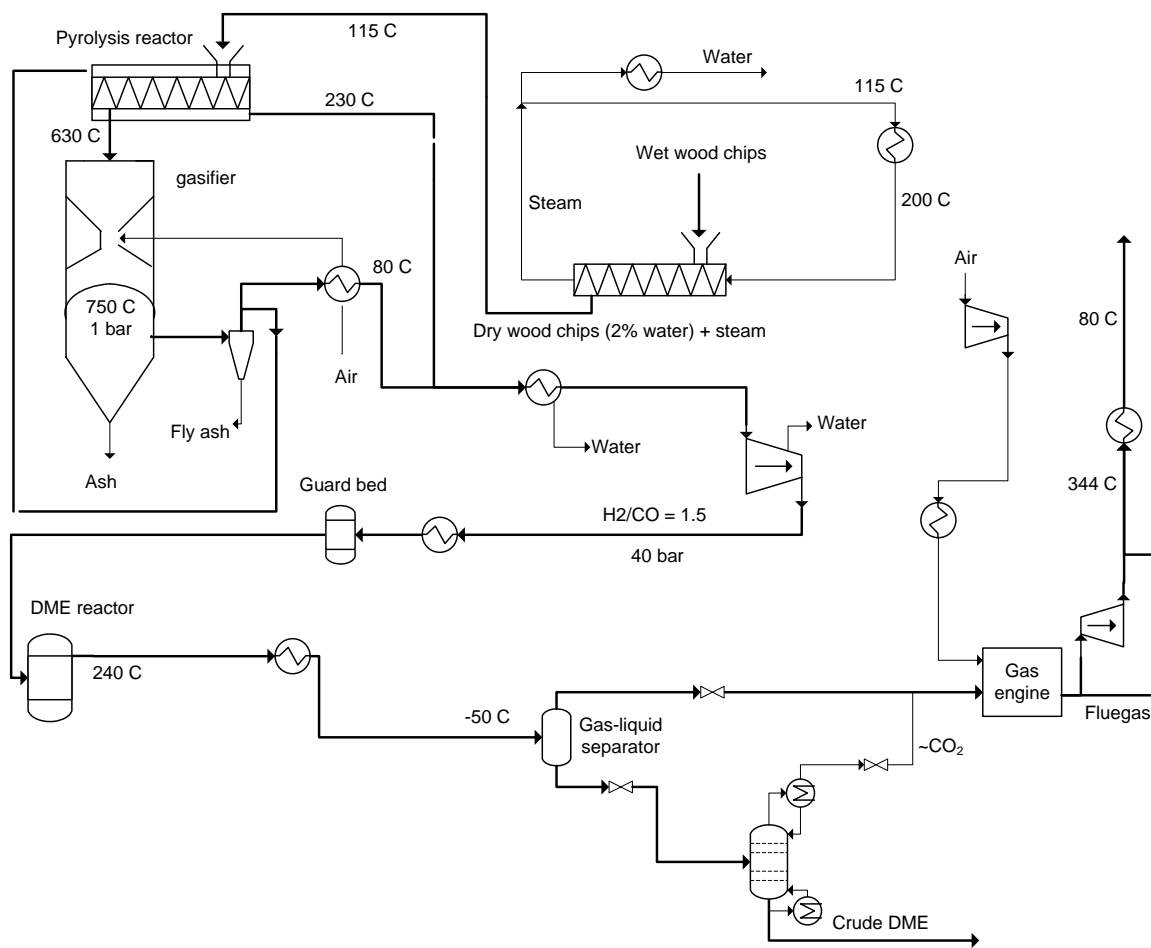 115 C
Pyrolysis reactor
Water
115 C
230 C
630 C
Wet wood chips
gasifier
Steam
200 C
80 C
Air
750 C
1 bar
Dry wood chips (2% water) + steam
80 C
Air
Fly ash
Water
Water
Ash
Guard bed
344 C
H2/CO = 1.5
40 bar
DME reactor
240 C
Gas
engine
-50 C
Gas-liquid
separator
Fluegas
~CO₂
Crude DME